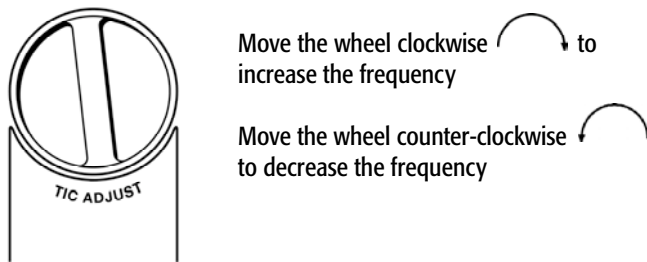 Move the wheel clockwise to
increase the frequency
Move the wheel counter-clockwise
to decrease the frequency
TIC ADJUST